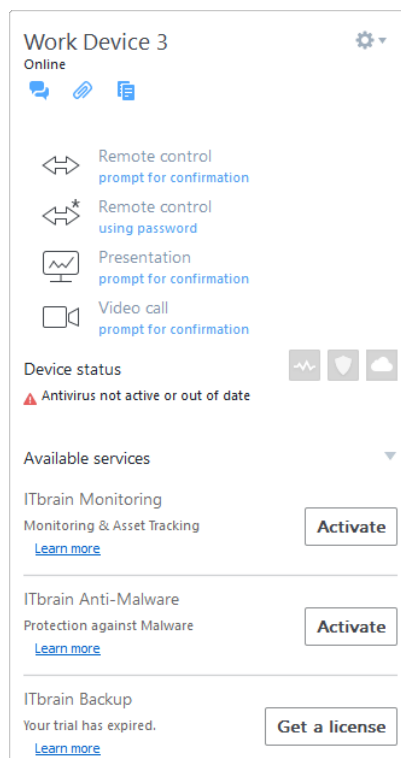 Work Device 3
Online
Remote control
prompt for confirmation
Remote control
using password
Presentation
prompt for confirmation
Video call
prompt for confirmation
Device status
Antivirus not active or out of date
Available services
ITbrain Monitoring
Monitoring & Asset Tracking
Activate
Learn more
ITbrain Anti-Malware
Protection against Malware
Activate
Learn more
ITbrain Backup
Your trial has expired.
Get a license
Learn more